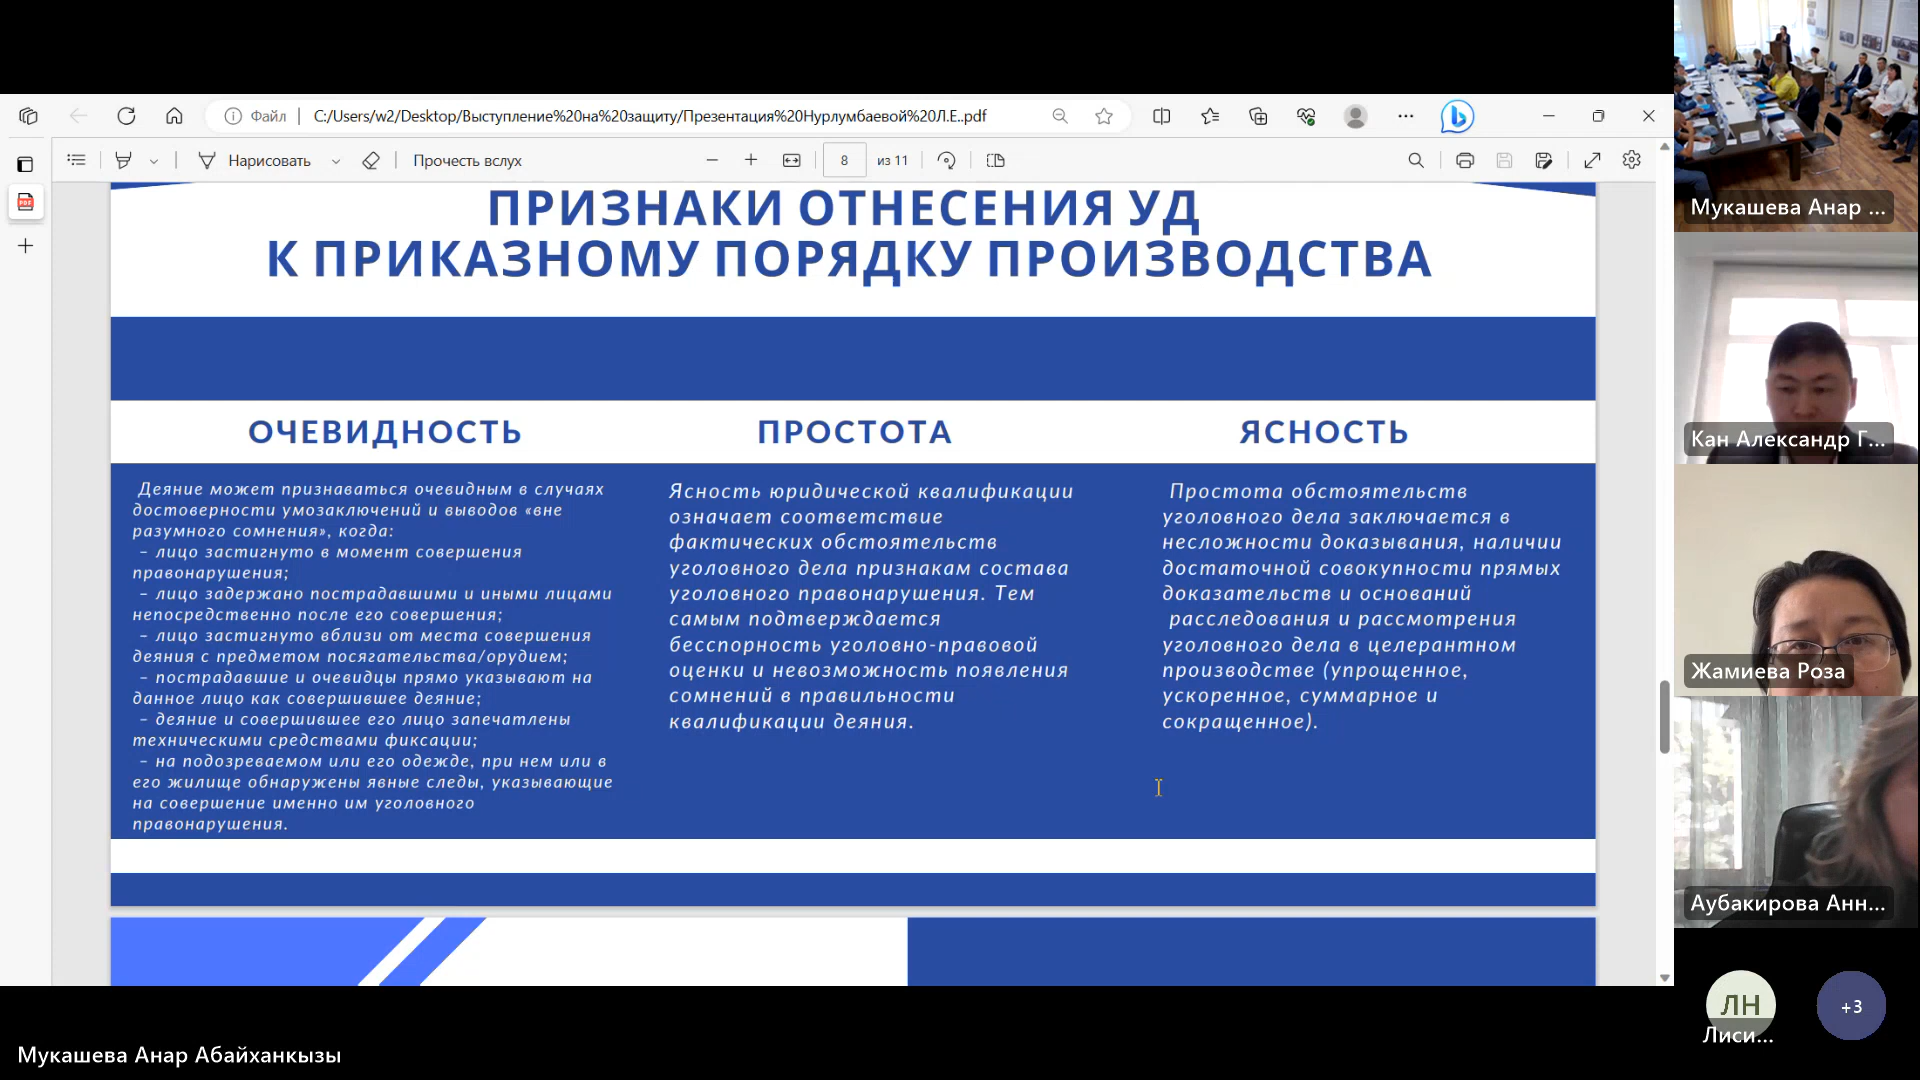 Файл
C:/Users/w2/Desktop/Выступление%20на%20защиту/Презентация%20Нурлумбаевой%20Л.Е..pdf
Нарисовать
Прочесть вслух
8
из 11
ПРИЗНАКИ ОТНЕСЕНИЯ УД
К ПРИКАЗНОМУ ПОРЯДКУ ПРОИЗВОДСТВА
ОЧЕВИДНОСТЬ
Деяние может признаваться очевидным в случаях
достоверности умозаключений и выводов «вне
разумного сомнения», когда:
– лицо застигнуто в момент совершения
правонарушения;
– лицо задержано пострадавшими и иными лицами
непосредственно после его совершения;
– лицо застигнуто вблизи от места совершения
деяния с предметом посягательства/орудием;
– пострадавшие и очевидцы прямо указывают на
данное лицо как совершившее деяние;
– деяние и совершившее его лицо запечатлены
техническими средствами фиксации;
– на подозреваемом или его одежде, при нем или в
его жилище обнаружены явные следы, указывающие
на совершение именно им уголовного
правонарушения.
ПРОСТОТА
Ясность юридической квалификации
означает соответствие
фактических обстоятельств
уголовного дела признакам состава
уголовного правонарушения. Тем
самым подтверждается
бесспорность уголовно-правовой
оценки и невозможность появления
сомнений в правильности
квалификации деяния.
ЯСНОСТЬ
Простота обстоятельств
уголовного дела заключается в
несложности доказывания, наличии
достаточной совокупности прямых
доказательств и оснований
расследования и рассмотрения
уголовного дела в целерантном
производстве (упрощенное,
ускоренное, суммарное и
сокращенное).
Мукашева Анар ...
Кан Александр Г...
Жамиева Роза
Аубакирова Анн...
ЛН
Лиси...
+3
Мукашева Анар Абайханкызы